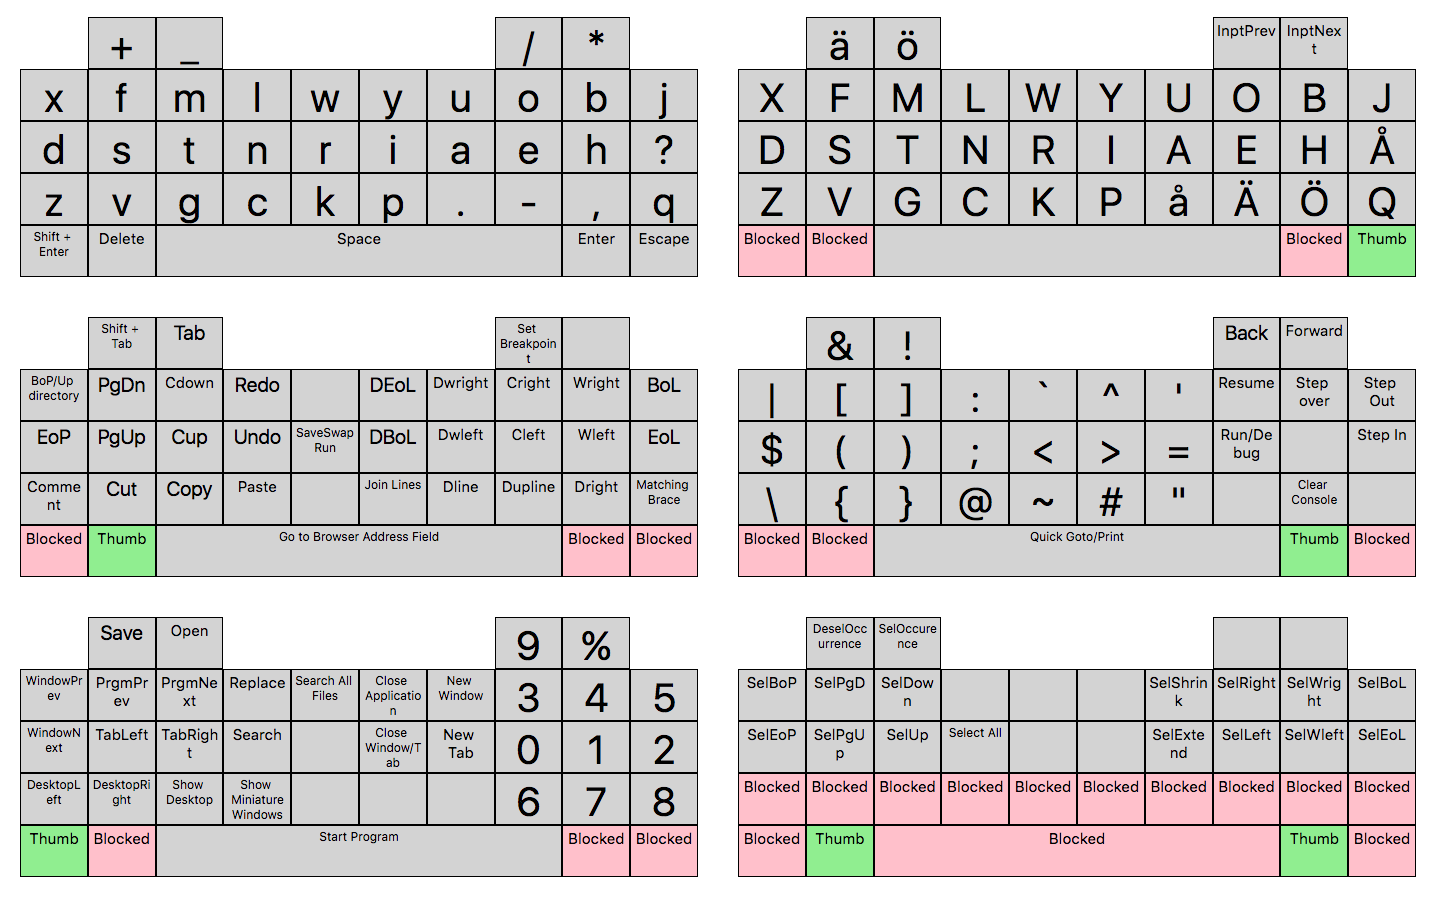 + _ / *
x f m l w y u o b j
d s t n r i a e h ?
z v g c k p . - , q
Shift + Enter Delete Space Enter Escape
ä ö InptPrev InptNext
X F M L W Y U O B J
D S T N R I A E H Å
Z V G C K P å Ä Ö Q
Blocked Blocked Blocked Thumb
Shift + Tab Tab Set Breakpoint
BoP/Up directory PgDn Cdown Redo DEoL Dwright Cright Wright BoL
EoP PgUp Cup Undo SaveSwap Run DBoL Dwleft Cleft Wleft EoL
Comment Cut Copy Paste Join Lines Dline Dupline Dright Matching Brace
Blocked Thumb Go to Browser Address Field Blocked Blocked
& ! Back Forward
| [ ] : ` ^ ' Resume Step over Step Out
$ ( ) ; < > = Run/Debug Step In
\ { } @ ~ # " Clear Console
Blocked Blocked Quick Goto/Print Thumb Blocked
Save Open 9 %
WindowPrev PrgmPrev PrgmNext Replace Search All Files Close Application New Window 3 4 5
WindowNext TabLeft TabRight Search Close Window/Tab New Tab 0 1 2
DesktopLeft DesktopRight Show Desktop Show Miniature Windows 6 7 8
Thumb Blocked Start Program Blocked Blocked
DeselOccurrence SelOccurence
SelBoP SelPgD SelDown SelShrink SelRight SelWright SelBoL
SelEoP SelPgUp SelUp Select All SelExtend SelLeft SelWleft SelEoL
Blocked Blocked Blocked Blocked Blocked Blocked Blocked Blocked Blocked Blocked
Blocked Thumb Blocked Thumb Blocked